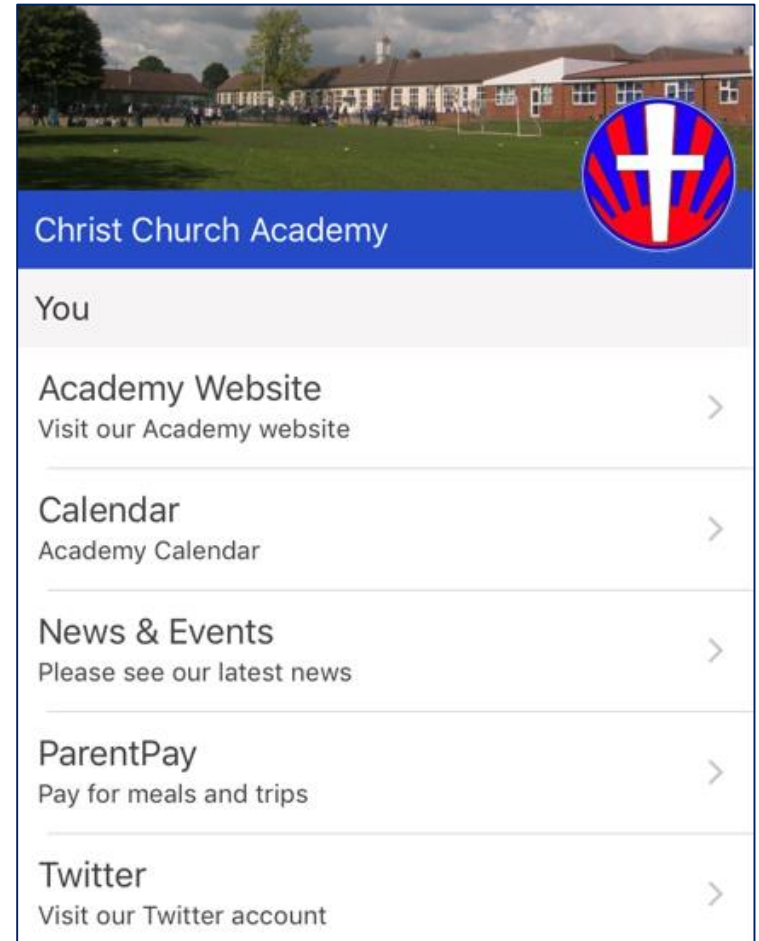 Christ Church Academy
You
Academy Website
Visit our Academy website
Calendar
Academy Calendar
News & Events
Please see our latest news
ParentPay
Pay for meals and trips
Twitter
Visit our Twitter account